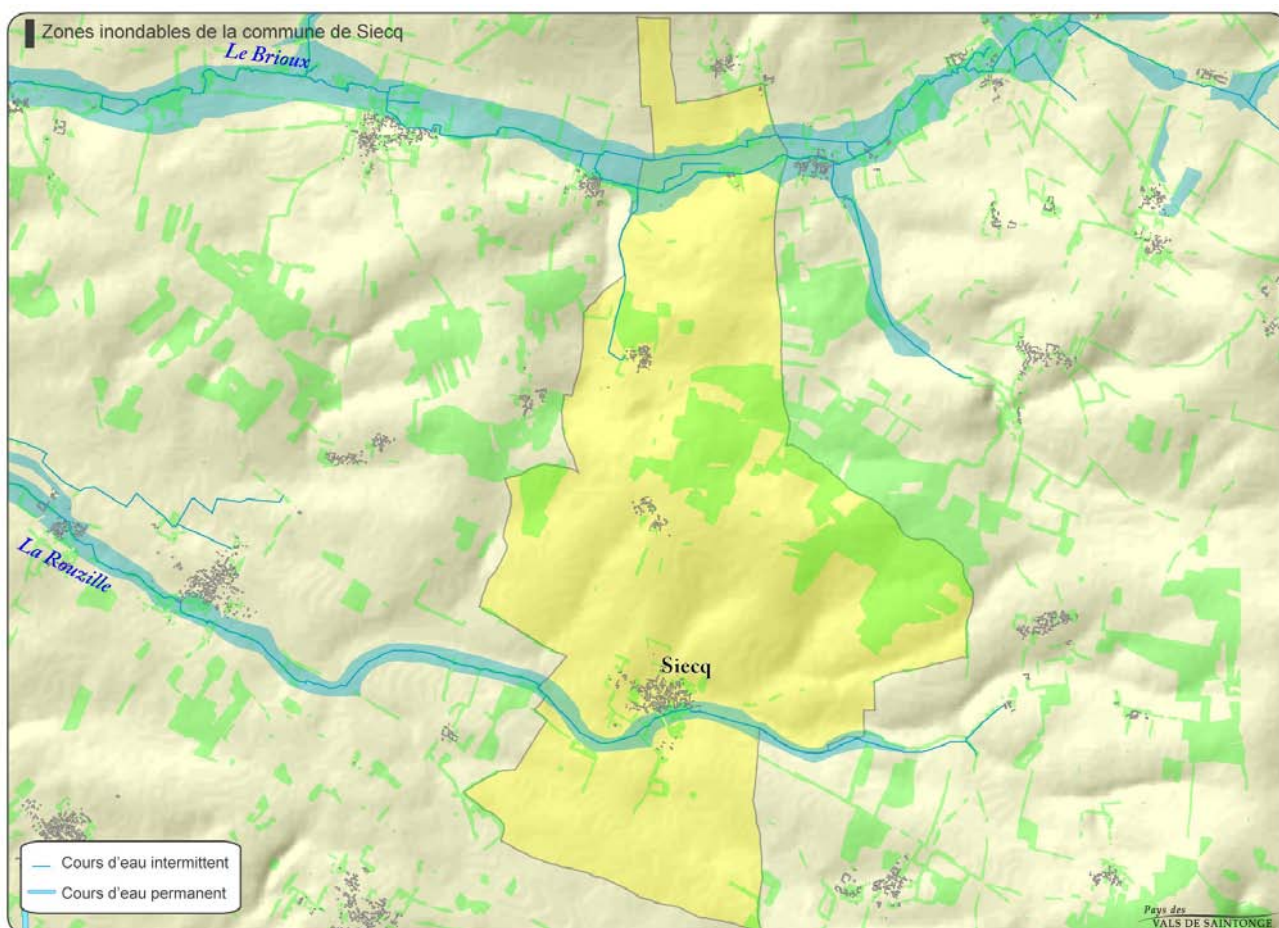 Zones inondables de la commune de Siecq
Le Brioux
La Rouzille
Siecq
Cours d'eau intermittent
Cours d'eau permanent
Pays des
VALS DE SAINTONGE